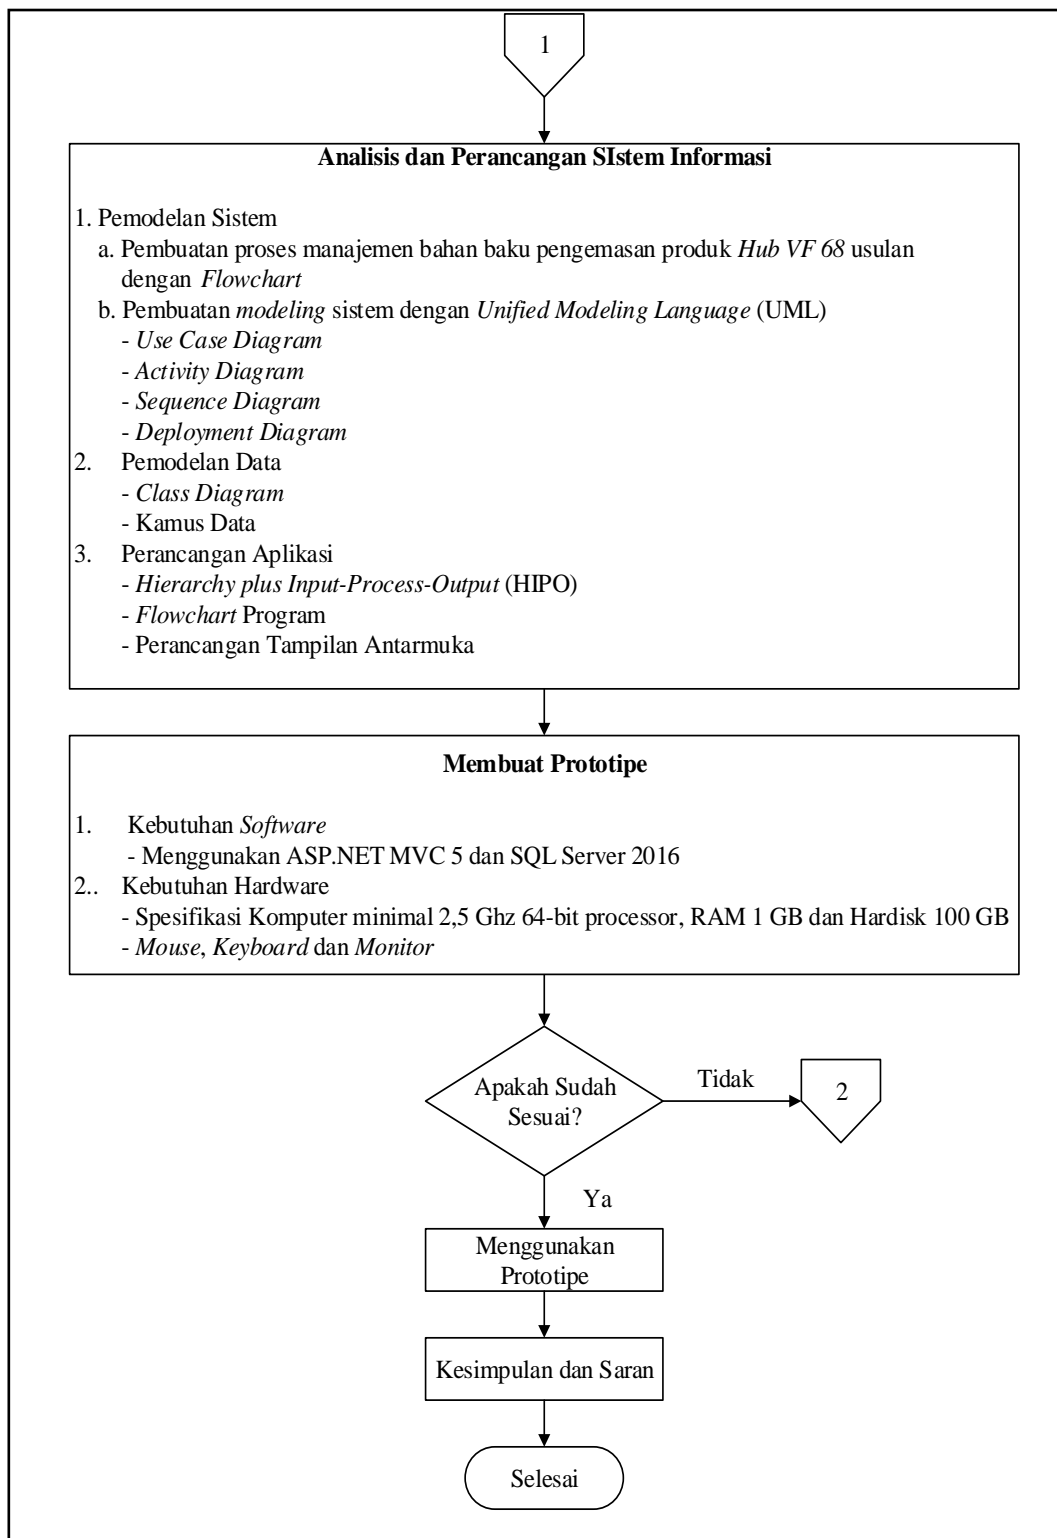 1
Analisis dan Perancangan SIstem Informasi
1. Pemodelan Sistem
a. Pembuatan proses manajemen bahan baku pengemasan produk Hub VF 68 usulan
dengan Flowchart
b. Pembuatan modeling sistem dengan Unified Modeling Language (UML)
- Use Case Diagram
- Activity Diagram
- Sequence Diagram
- Deployment Diagram
2. Pemodelan Data
- Class Diagram
- Kamus Data
3. Perancangan Aplikasi
- Hierarchy plus Input-Process-Output (HIPO)
- Flowchart Program
- Perancangan Tampilan Antarmuka
Membuat Prototipe
1. Kebutuhan Software
- Menggunakan ASP.NET MVC 5 dan SQL Server 2016
2.. Kebutuhan Hardware
- Spesifikasi Komputer minimal 2,5 Ghz 64-bit processor, RAM 1 GB dan Hardisk 100 GB
- Mouse, Keyboard dan Monitor
Apakah Sudah
Sesuai?
Tidak
2
Ya
Menggunakan
Prototipe
Kesimpulan dan Saran
Selesai